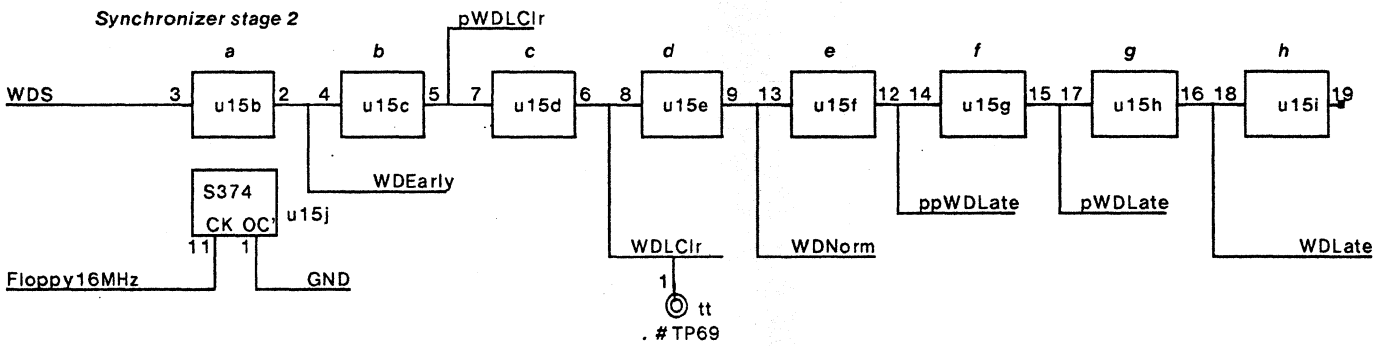 Synchronizer stage 2
pWDLClr
a b c d e f g h
WDS 3 u15b 2 4 u15c 5 7 u15d 6 8 u15e 9 13 u15f 12 14 u15g 15 17 u15h 16 18 u15i 19
WDEarly
S374
u15j
CK OC'
ppWDLate pWDLate
11 1
WDLClr WDNorm WDLate
Floppy16MHz GND
1
tt
. #TP69